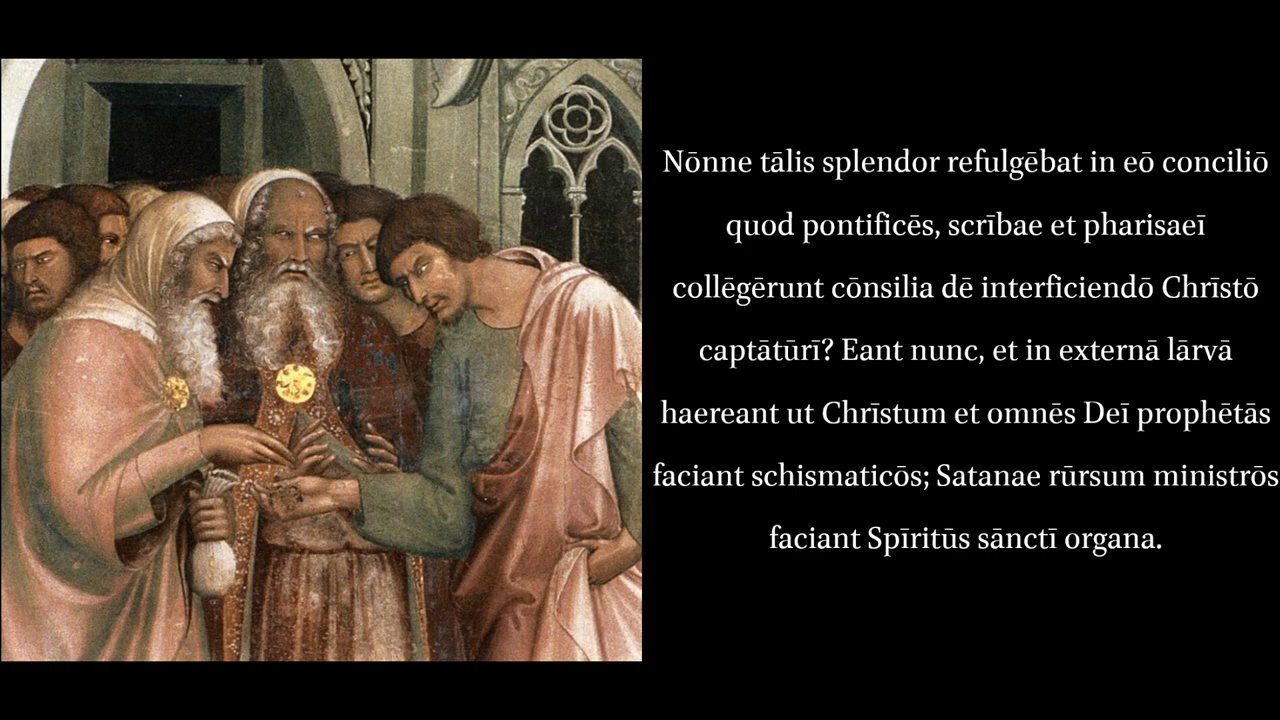 Nōnne tālis splendor refulgēbat in eō conciliō
quod pontificēs, scrībae et pharisaeī
collēgērunt cōnsilia dē interficiendō Chrīstō
captātūrī? Eant nunc, et in externā lārvā
haereant ut Chrīstum et omnēs Deī prophētās
faciant schismaticōs; Satanae rūrsum ministrōs
faciant Spīritūs sānctī organa.